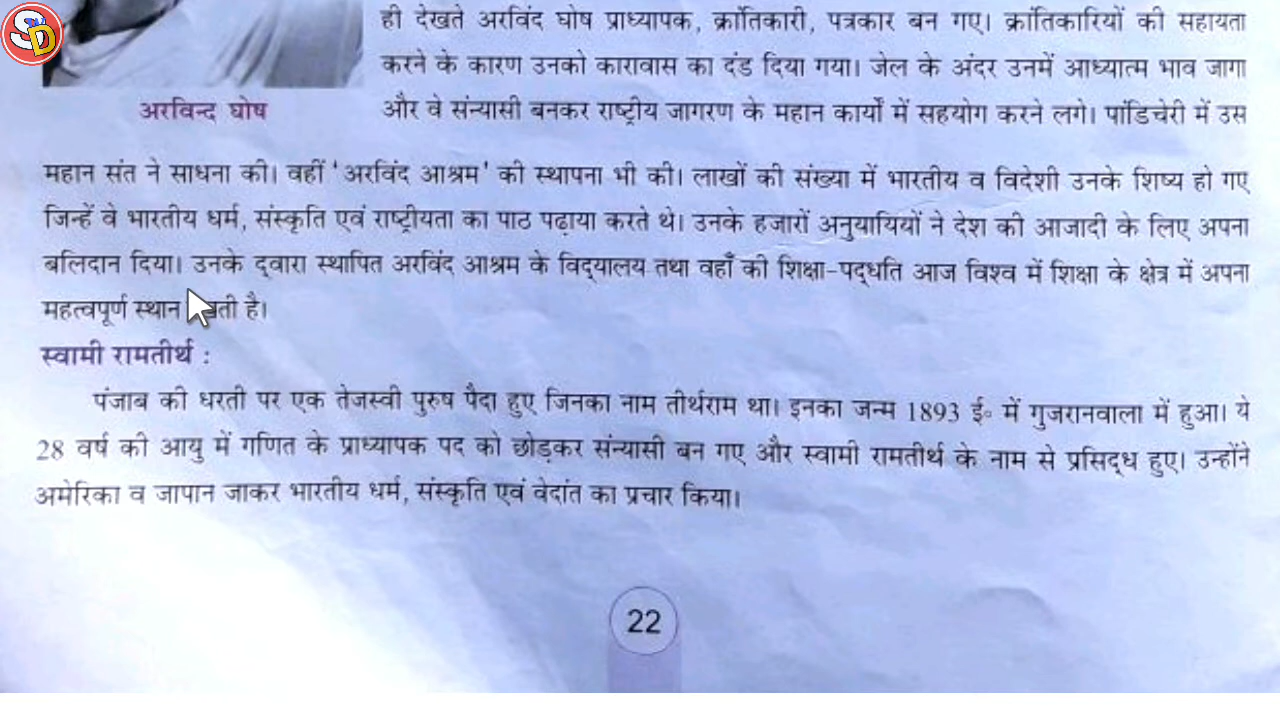 SD
ही देखते अरविंद घोष प्राध्यापक, क्रांतिकारी, पत्रकार बन गए। क्रांतिकारियों की सहायता
करने के कारण उनको कारावास का दंड दिया गया। जेल के अंदर उनमें आध्यात्म भाव जागा
अरविन्द घोष
और वे संन्यासी बनकर राष्ट्रीय जागरण के महान कार्यों में सहयोग करने लगे। पांडिचेरी में उस
महान संत ने साधना की। वहीं 'अरविंद आश्रम' की स्थापना भी की। लाखों की संख्या में भारतीय व विदेशी उनके शिष्य हो गए
जिन्हें वे भारतीय धर्म, संस्कृति एवं राष्ट्रीयता का पाठ पढ़ाया करते थे। उनके हजारों अनुयायियों ने देश की आजादी के लिए अपना
बलिदान दिया। उनके द्वारा स्थापित अरविंद आश्रम के विद्यालय तथा वहाँ की शिक्षा-पद्धति आज विश्व में शिक्षा के क्षेत्र में अपना
महत्वपूर्ण स्थान है।
स्वामी रामतीर्थ :
पंजाब की धरती पर एक तेजस्वी पुरुष पैदा हुए जिनका नाम तीर्थराम था। इनका जन्म 1893 ई॰ में गुजरानवाला में हुआ। ये
28 वर्ष की आयु में गणित के प्राध्यापक पद को छोड़कर संन्यासी बन गए और स्वामी रामतीर्थ के नाम से प्रसिद्ध हुए। उन्होंने
अमेरिका व जापान जाकर भारतीय धर्म, संस्कृति एवं वेदांत का प्रचार किया।
22